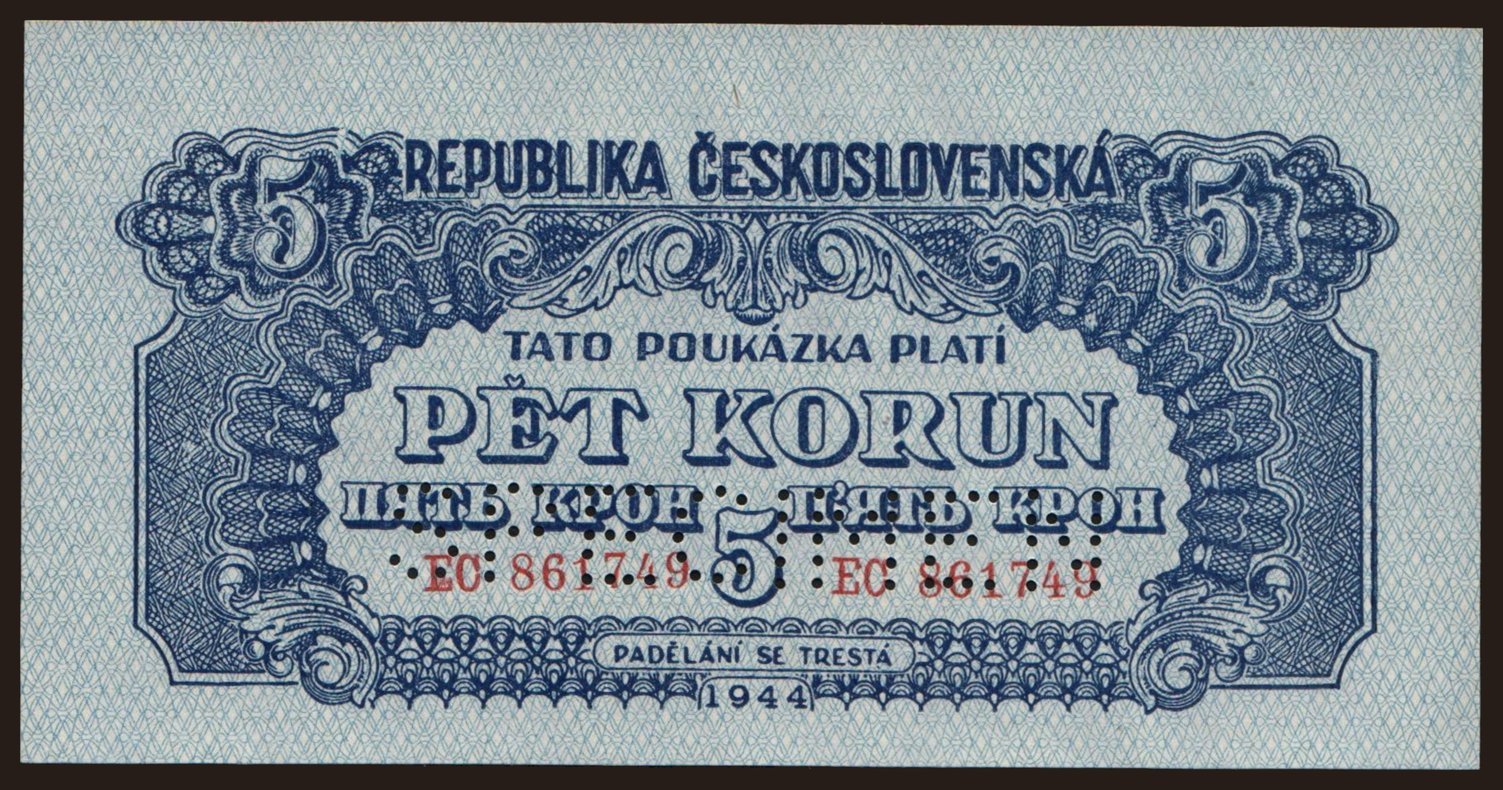 5 REPUBLIKA ČESKOSLOVENSKÁ 5
TATO POUKÁZKA PLATÍ
PĚT KORUN
ПЯТЬ КРОН 5 П'ЯТЬ КРОН
EC 861749 EC 861749
PADĚLÁNÍ SE TRESTÁ
1944